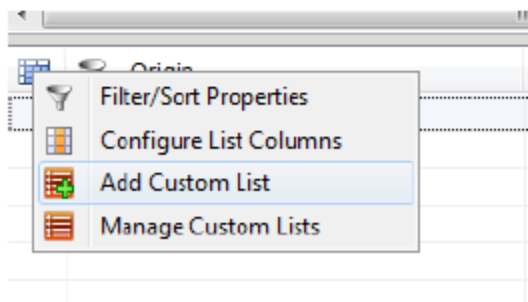 Origin
Filter/Sort Properties
Configure List Columns
Add Custom List
Manage Custom Lists